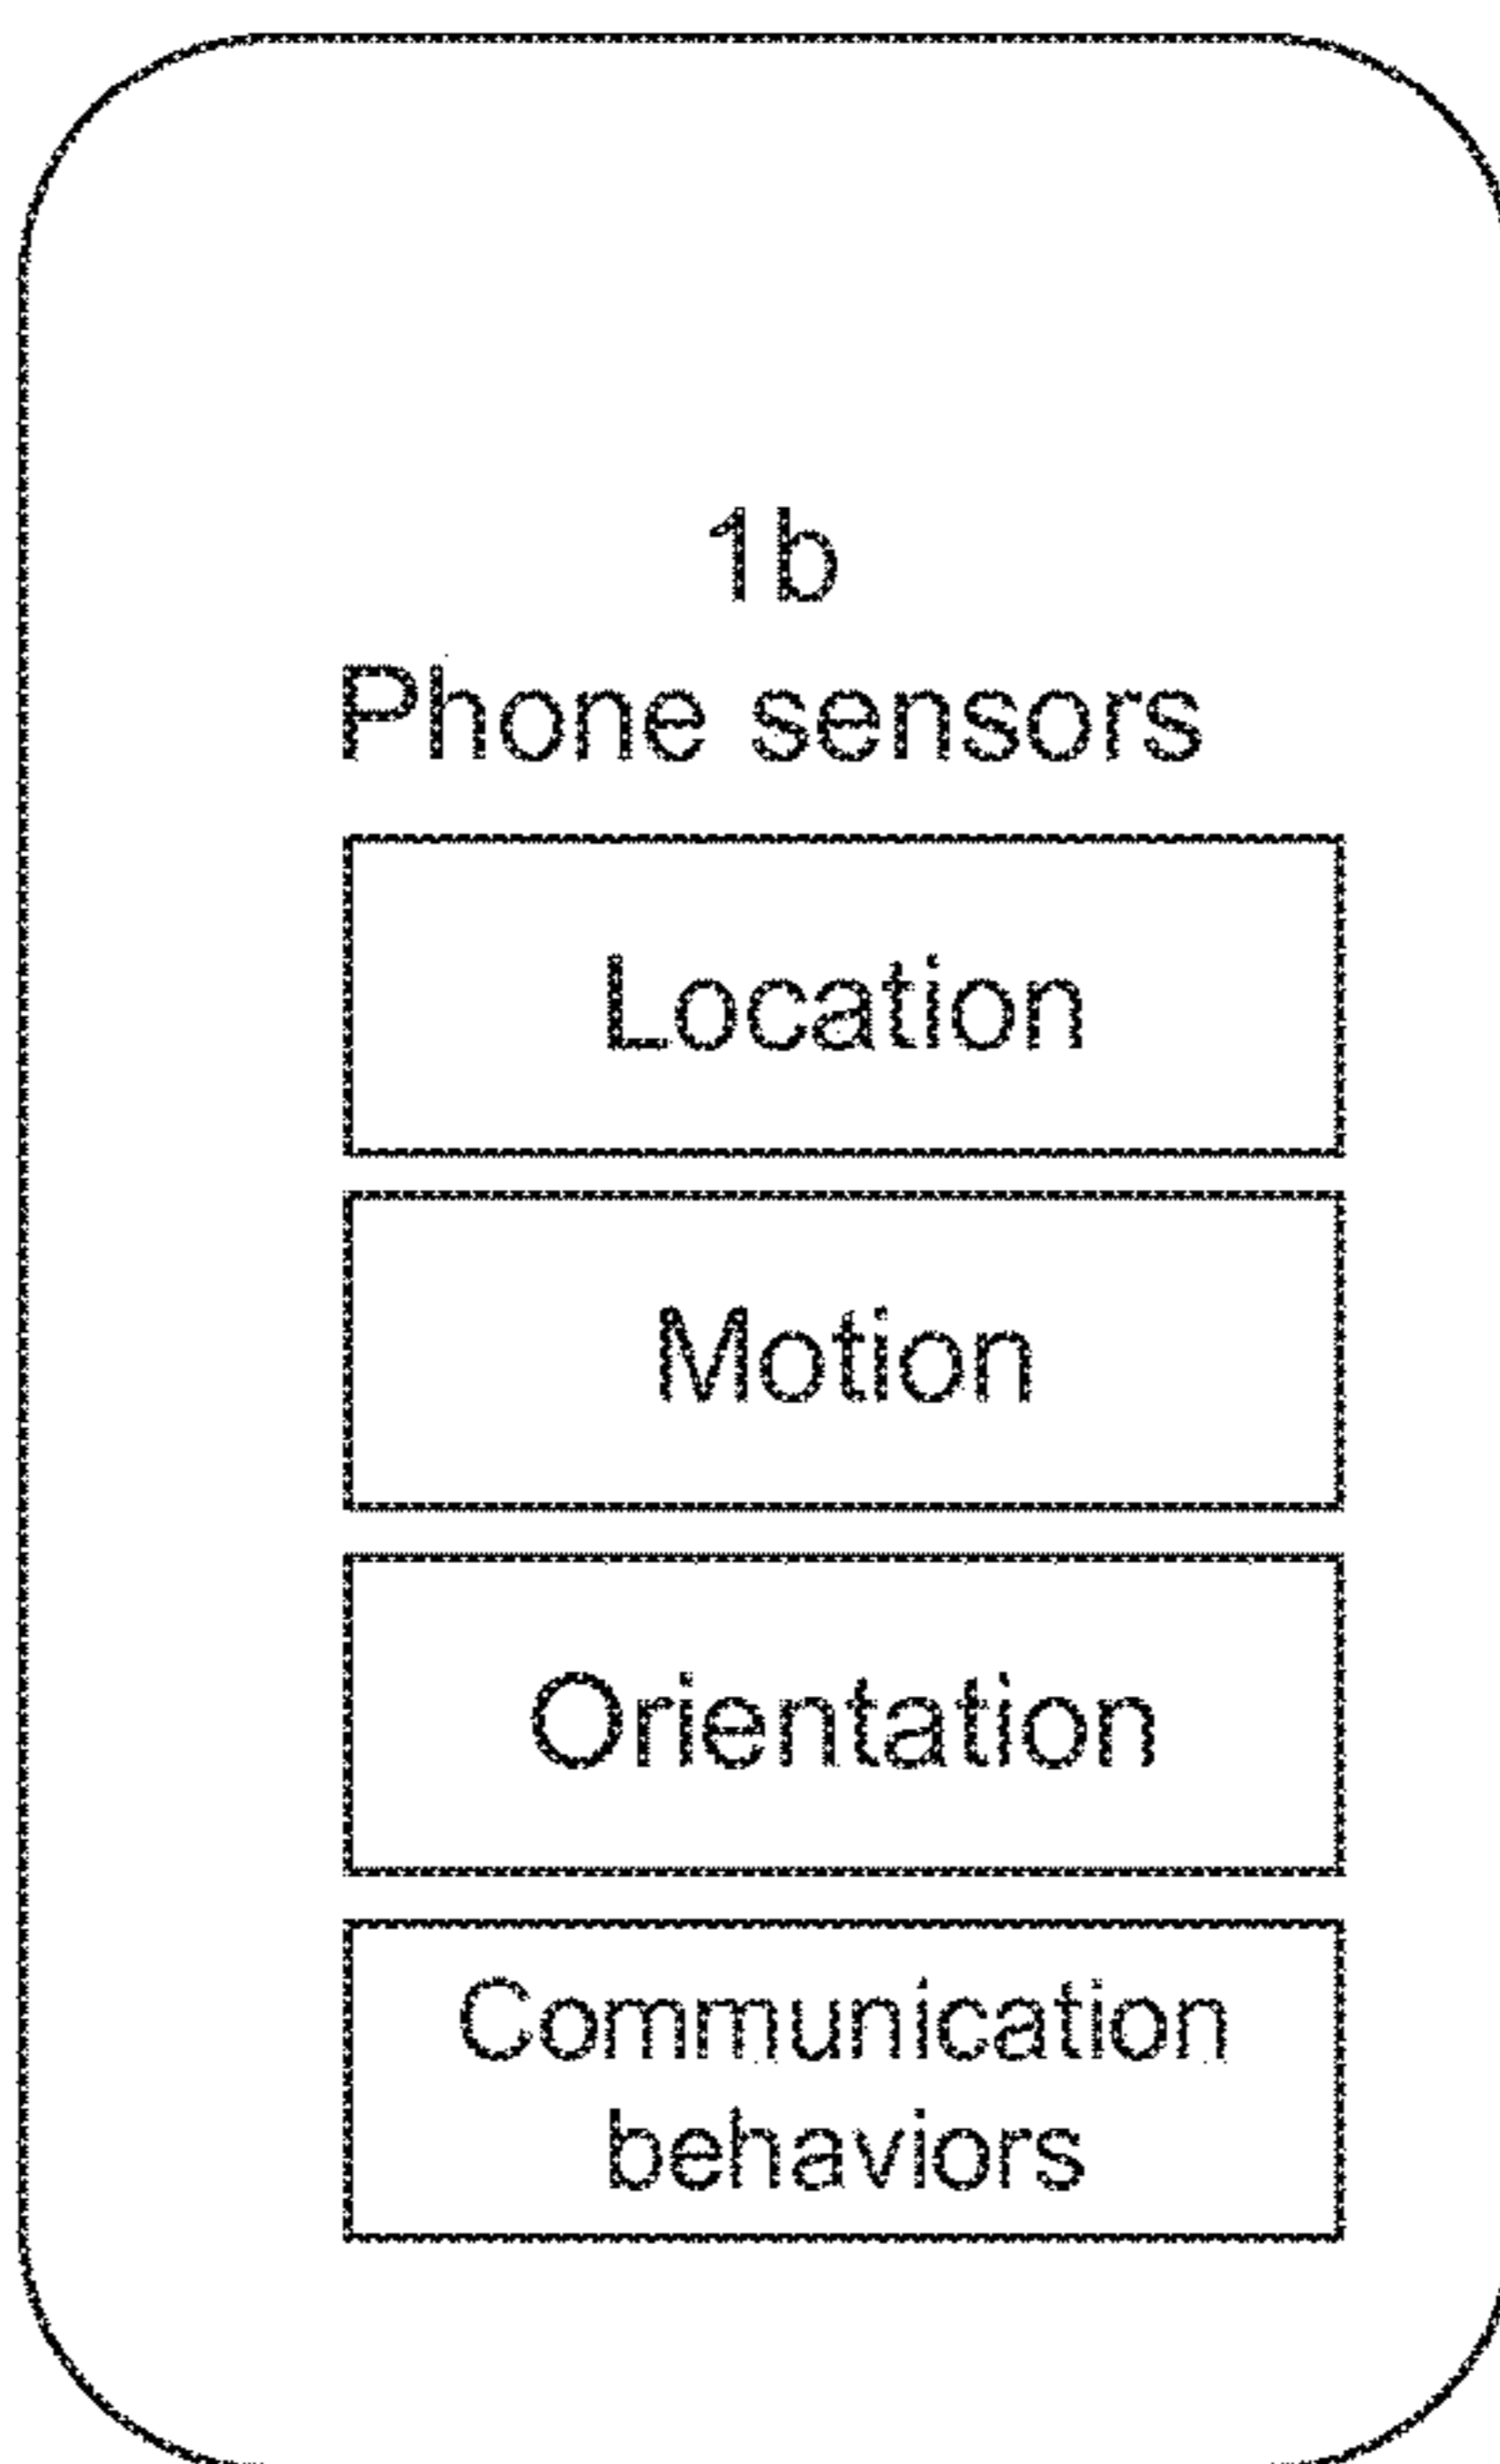 1b
Phone sensors
Location
Motion
Orientation
Communication
behaviors